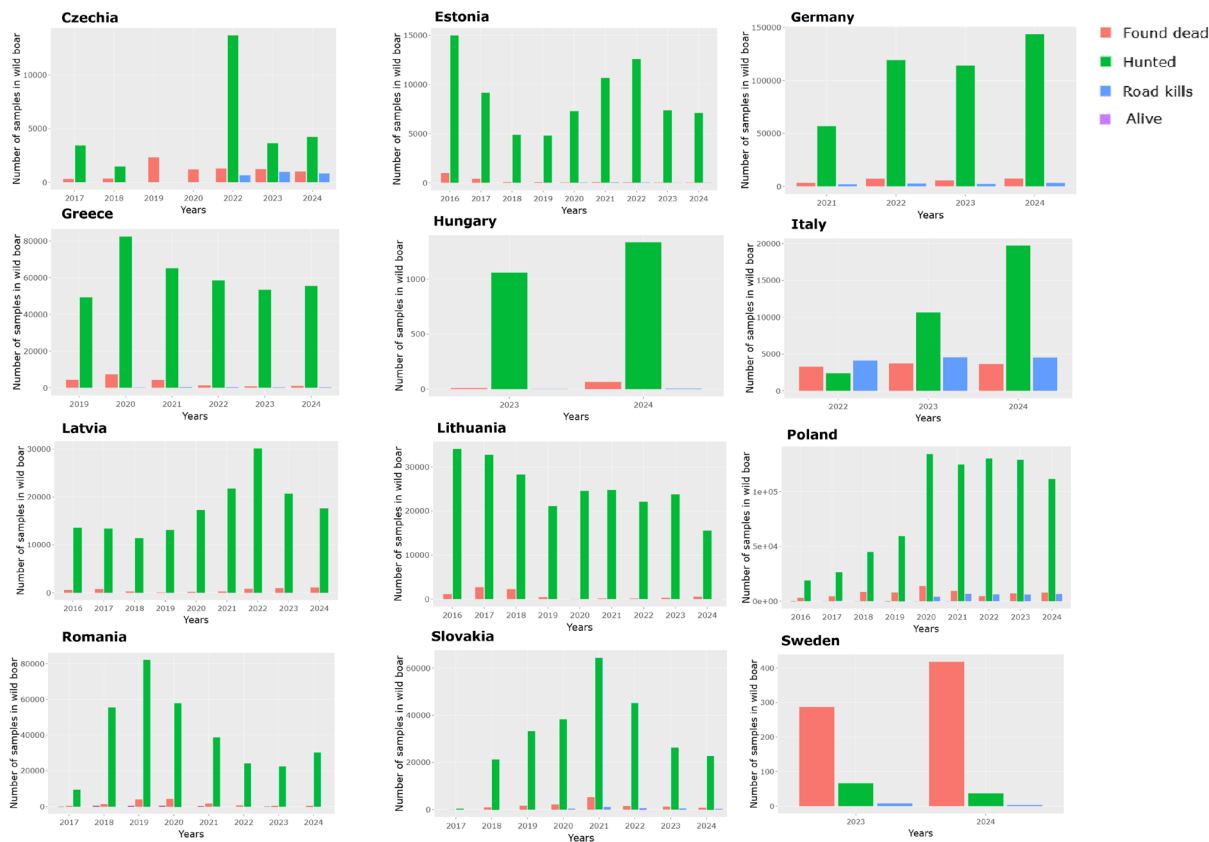 Czechia
Number of samples in wild boar
10000
5000
0
2017 2018 2019 2020 2022 2023 2024
Years
Estonia
Number of samples in wild boar
15000
10000
5000
0
2016 2017 2018 2019 2020 2021 2022 2023 2024
Years
Germany
Number of samples in wild boar
150000
100000
50000
0
2021 2022 2023 2024
Years
Found dead
Hunted
Road kills
Alive
Greece
Number of samples in wild boar
80000
60000
40000
20000
0
2019 2020 2021 2022 2023 2024
Years
Hungary
Number of samples in wild boar
1000
500
0
2023 2024
Years
Italy
Number of samples in wild boar
20000
15000
10000
5000
0
2022 2023 2024
Years
Latvia
Number of samples in wild boar
30000
20000
10000
0
2016 2017 2018 2019 2020 2021 2022 2023 2024
Years
Lithuania
Number of samples in wild boar
30000
20000
10000
0
2016 2017 2018 2019 2020 2021 2022 2023 2024
Years
Poland
Number of samples in wild boar
1e+05
5e+04
0e+00
2016 2017 2018 2019 2020 2021 2022 2023 2024
Years
Romania
Number of samples in wild boar
80000
60000
40000
20000
0
2017 2018 2019 2020 2021 2022 2023 2024
Years
Slovakia
Number of samples in wild boar
60000
40000
20000
0
2017 2018 2019 2020 2021 2022 2023 2024
Years
Sweden
Number of samples in wild boar
400
300
200
100
0
2023 2024
Years